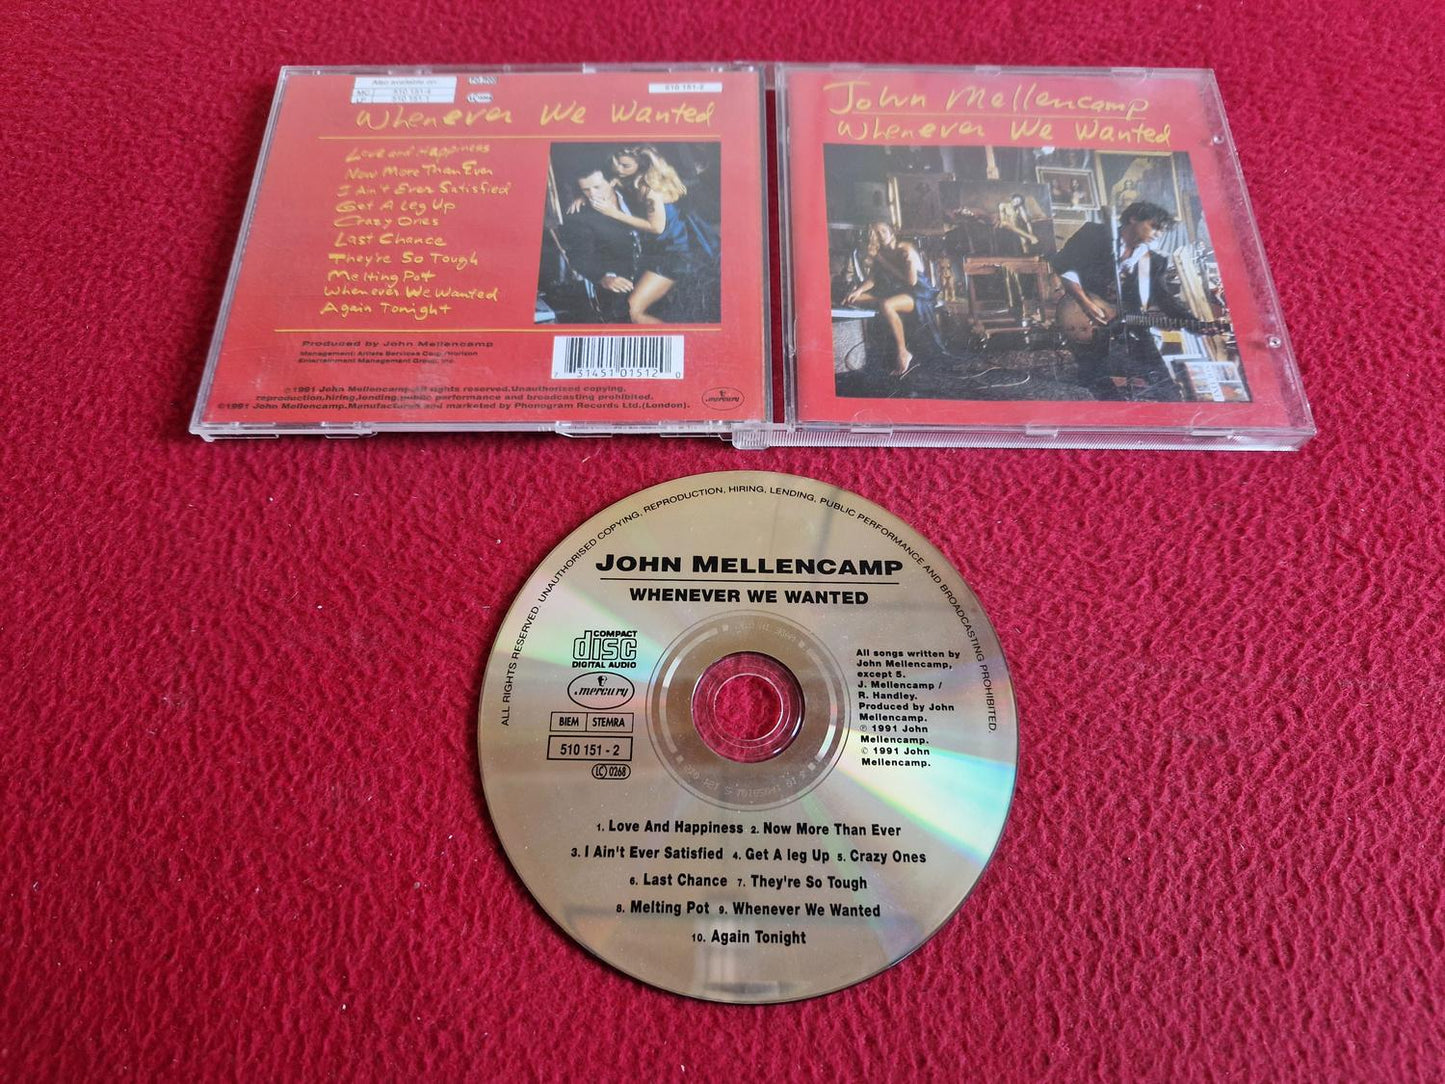 Also available on
MC 510 151-4
LP 510 151-1
510 151-2
Whenever We Wanted
Love and Happiness
Now More Than Ever
I Ain't Ever Satisfied
Get A leg Up
Crazy Ones
Last Chance
They're So Tough
Melting Pot
Whenever We Wanted
Again Tonight
Produced by John Mellencamp
Management: Artists Services Corp./Horizon
Entertainment Management Group, Inc.
7 31451 01512 0
℗1991 John Mellencamp.All rights reserved.Unauthorized copying,
reproduction,hiring,lending,public performance and broadcasting prohibited.
©1991 John Mellencamp.Manufactured and marketed by Phonogram Records Ltd.(London).
mercury
John Mellencamp
Whenever We Wanted
ALL RIGHTS RESERVED. UNAUTHORISED COPYING, REPRODUCTION, HIRING, LENDING, PUBLIC PERFORMANCE AND BROADCASTING PROHIBITED.
JOHN MELLENCAMP
WHENEVER WE WANTED
COMPACT
disc
DIGITAL AUDIO
mercury
BIEM STEMRA
510 151 - 2
LC 0268
All songs written by
John Mellencamp,
except 5.
J. Mellencamp /
R. Handley.
Produced by John
Mellencamp.
℗ 1991 John
Mellencamp.
© 1991 John
Mellencamp.
1. Love And Happiness 2. Now More Than Ever
3. I Ain't Ever Satisfied 4. Get A leg Up 5. Crazy Ones
6. Last Chance 7. They're So Tough
8. Melting Pot 9. Whenever We Wanted
10. Again Tonight